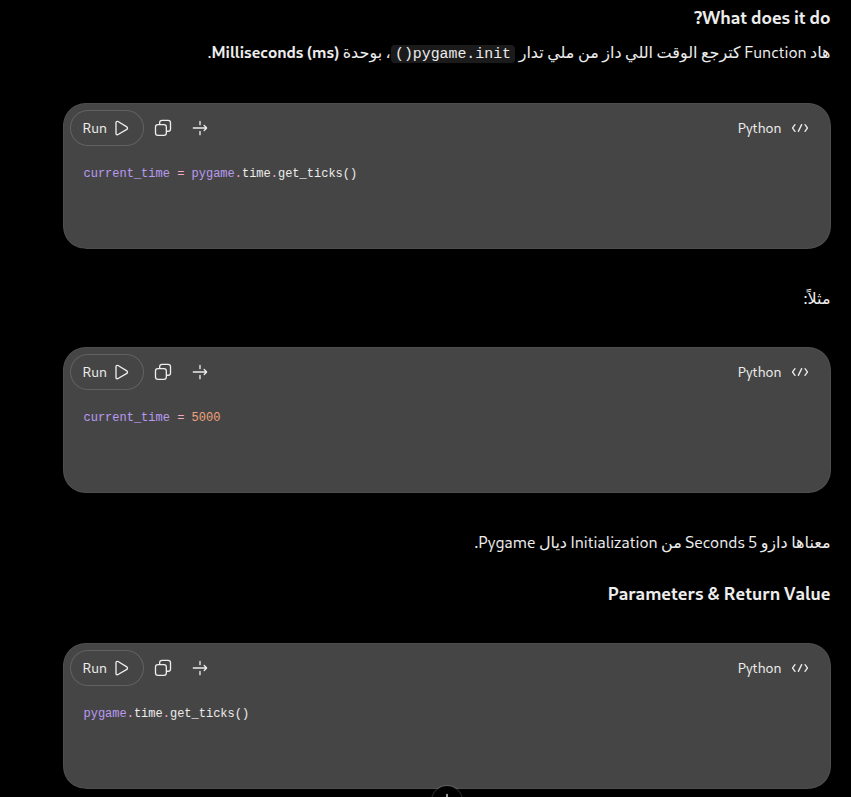 What does it do?
هاد Function كترجع الوقت اللي داز من ملي تدار pygame.init()، بوحدة Milliseconds (ms).
Run
Python
current_time = pygame.time.get_ticks()
مثلاً:
Run
Python
current_time = 5000
معناها دازو 5 Seconds من Initialization ديال Pygame.
Parameters & Return Value
Run
Python
pygame.time.get_ticks()